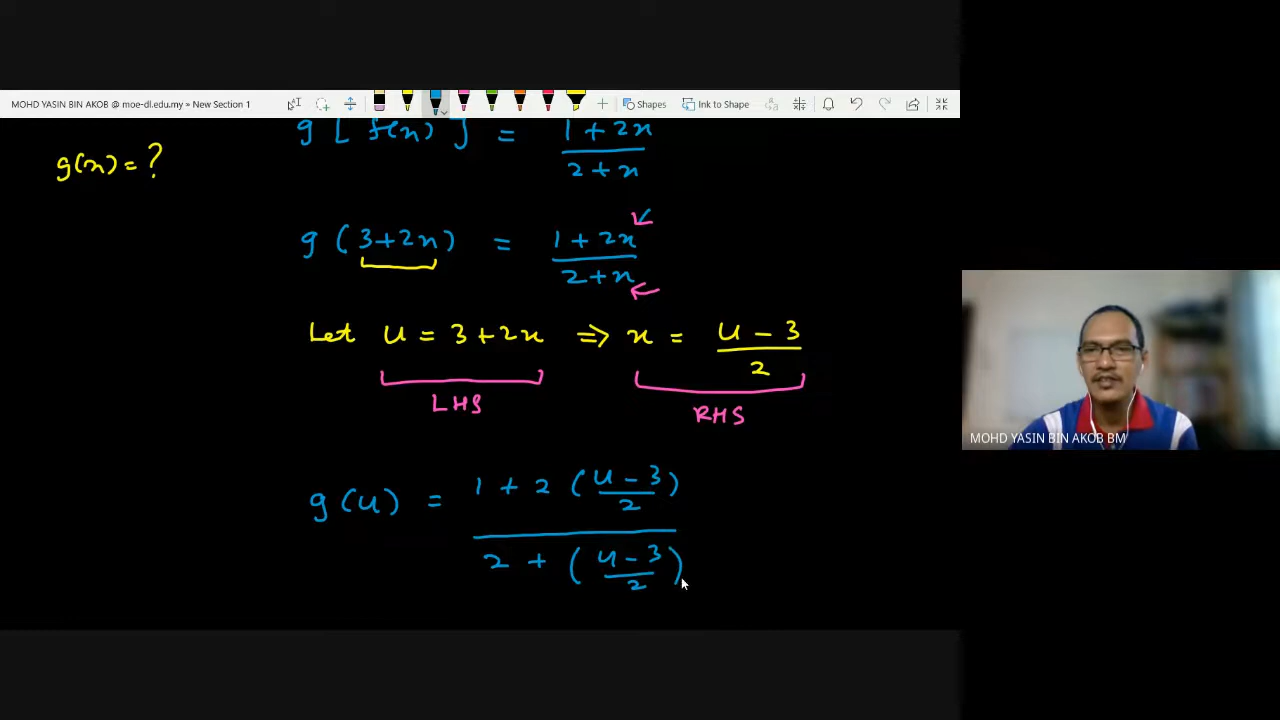 MOHD YASIN BIN AKOB @ moe-dl.edu.my » New Section 1
Shapes
Ink to Shape
g(x) = ?
g [ f(x) ] = (1 + 2x)/(2 + x)
g (3+2x) = (1 + 2x)/(2 + x)
Let u = 3 + 2x ⇒ x = (u - 3)/2
LHS RHS
g(u) = (1 + 2 ((u - 3)/2))/(2 + ((u - 3)/2))
MOHD YASIN BIN AKOB BM